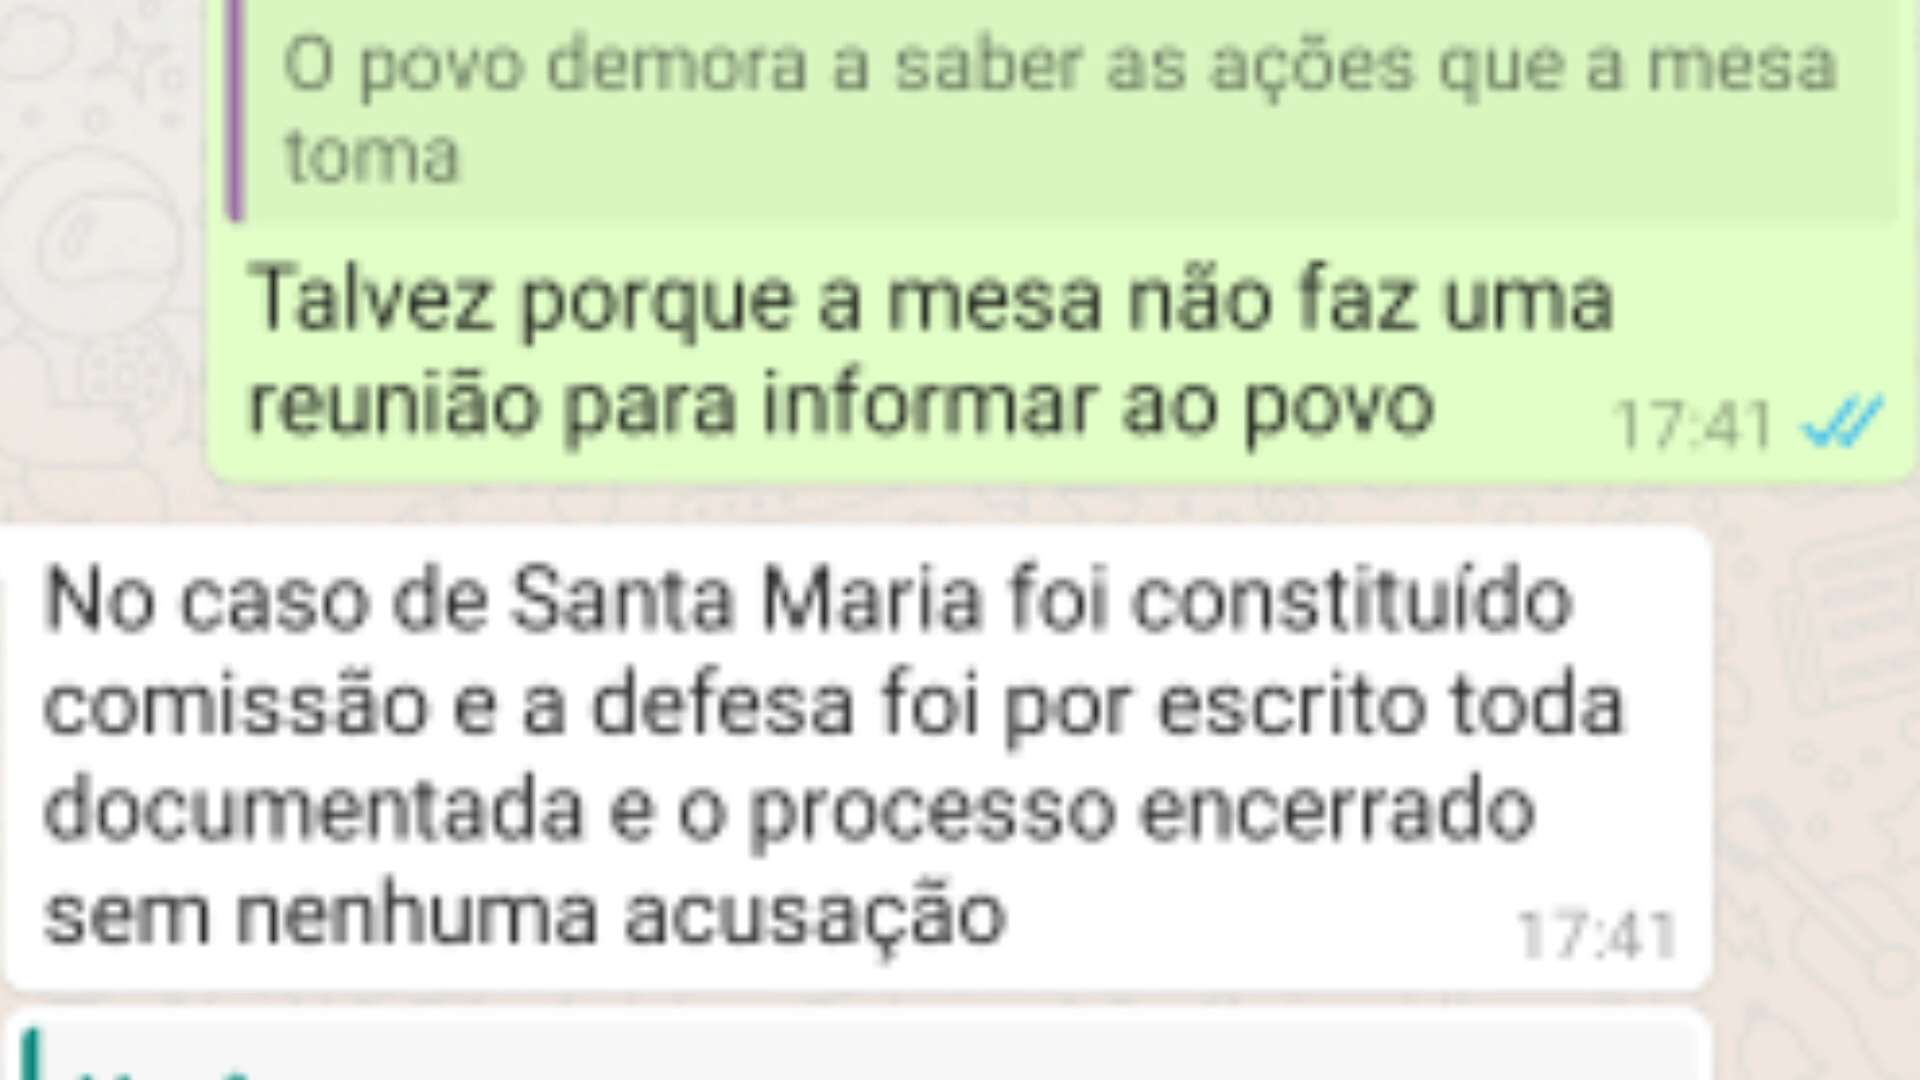 O povo demora a saber as ações que a mesa
toma
Talvez porque a mesa não faz uma
reunião para informar ao povo
17:41
No caso de Santa Maria foi constituído
comissão e a defesa foi por escrito toda
documentada e o processo encerrado
sem nenhuma acusação
17:41